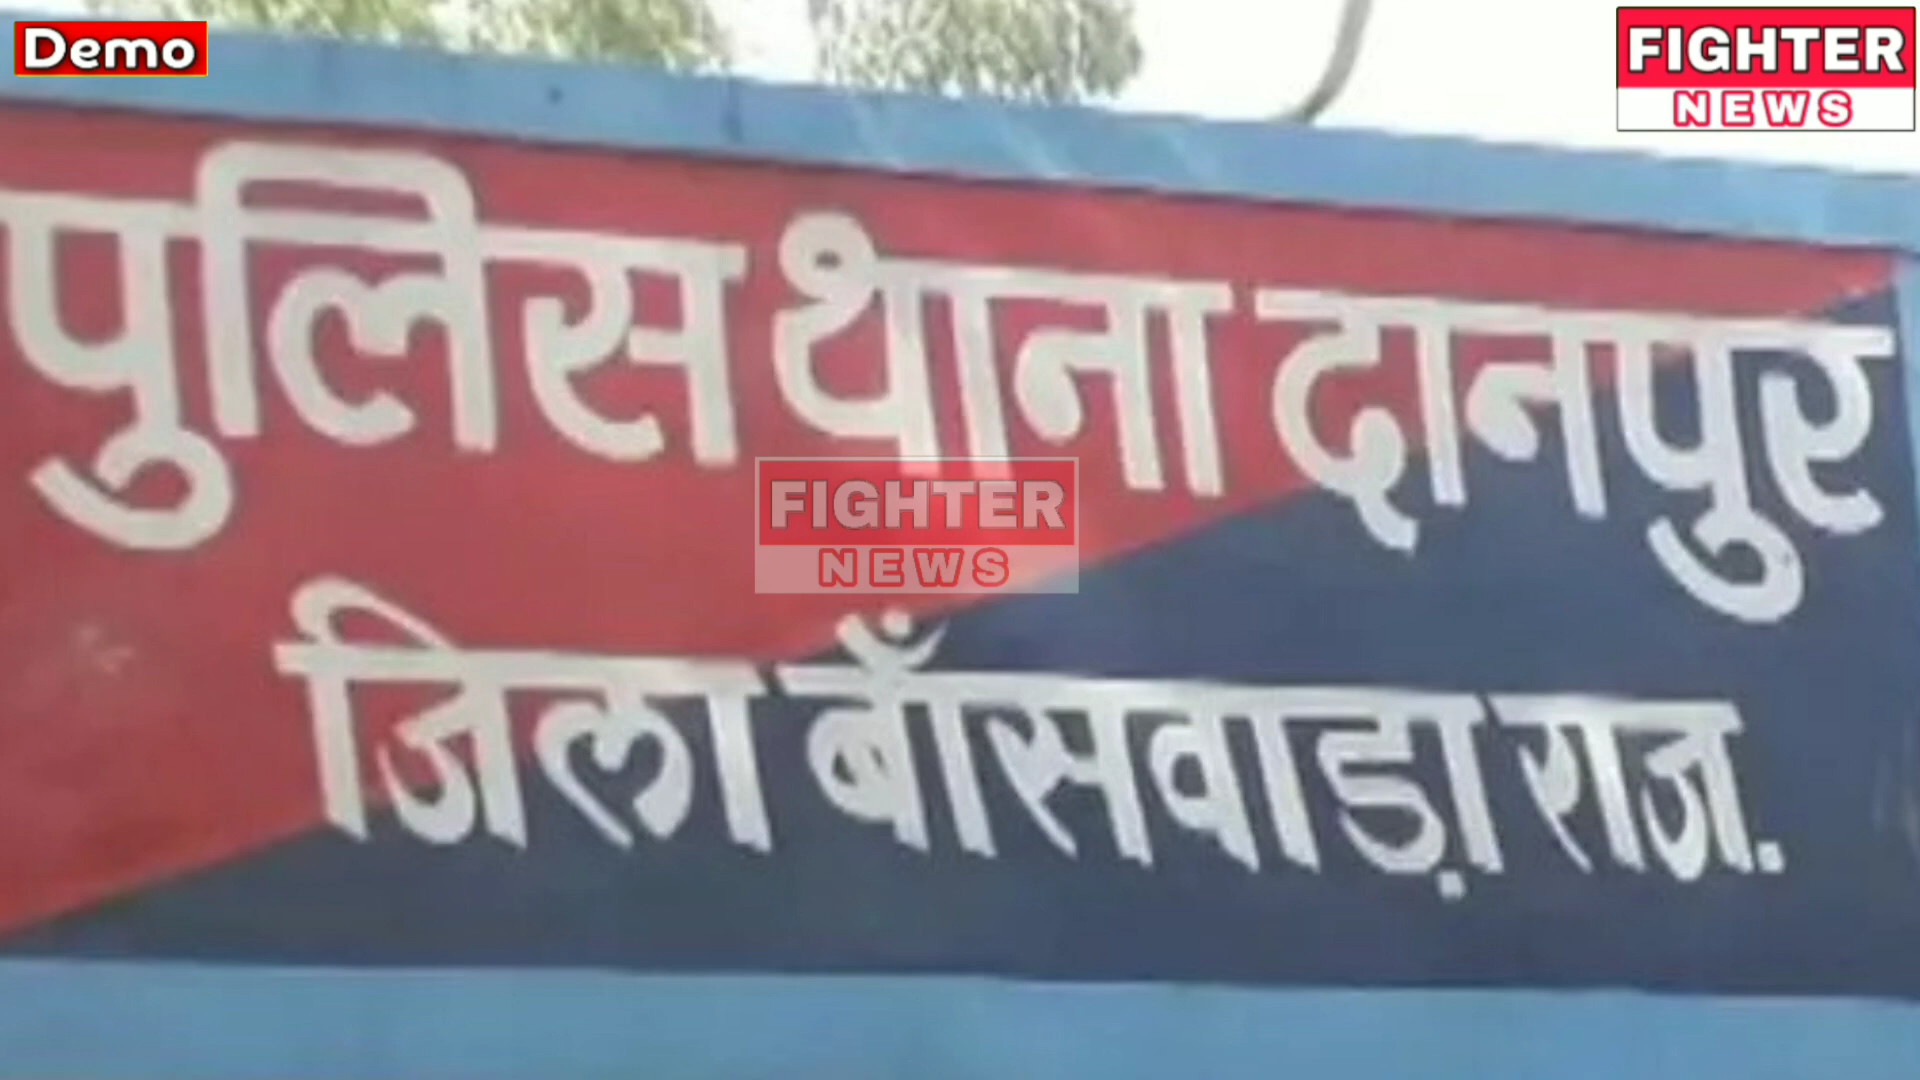 Demo
FIGHTER
NEWS
पुलिस थाना दानपुर
FIGHTER
NEWS
जिला बाँसवाड़ा राज.